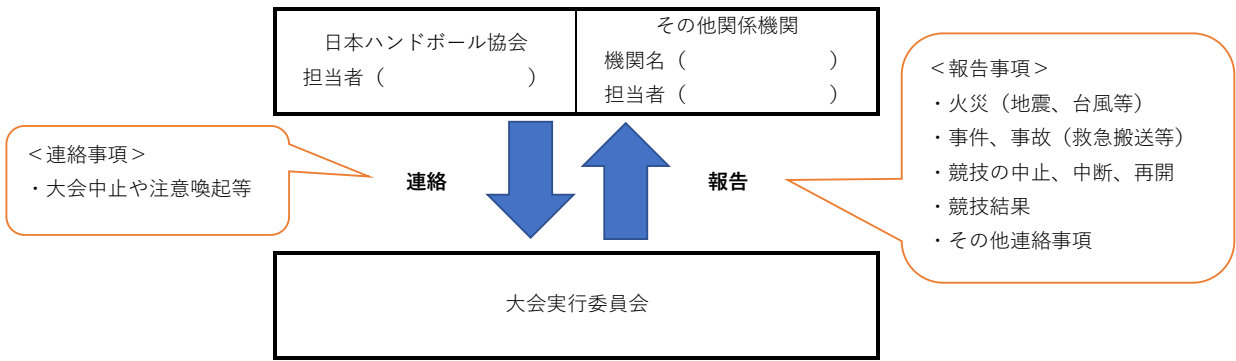 日本ハンドボール協会
担当者（　　　　　　　）
その他関係機関
機関名（　　　　　　　）
担当者（　　　　　　　）
＜連絡事項＞
・大会中止や注意喚起等
連絡
報告
＜報告事項＞
・火災（地震、台風等）
・事件、事故（救急搬送等）
・競技の中止、中断、再開
・競技結果
・その他連絡事項
大会実行委員会